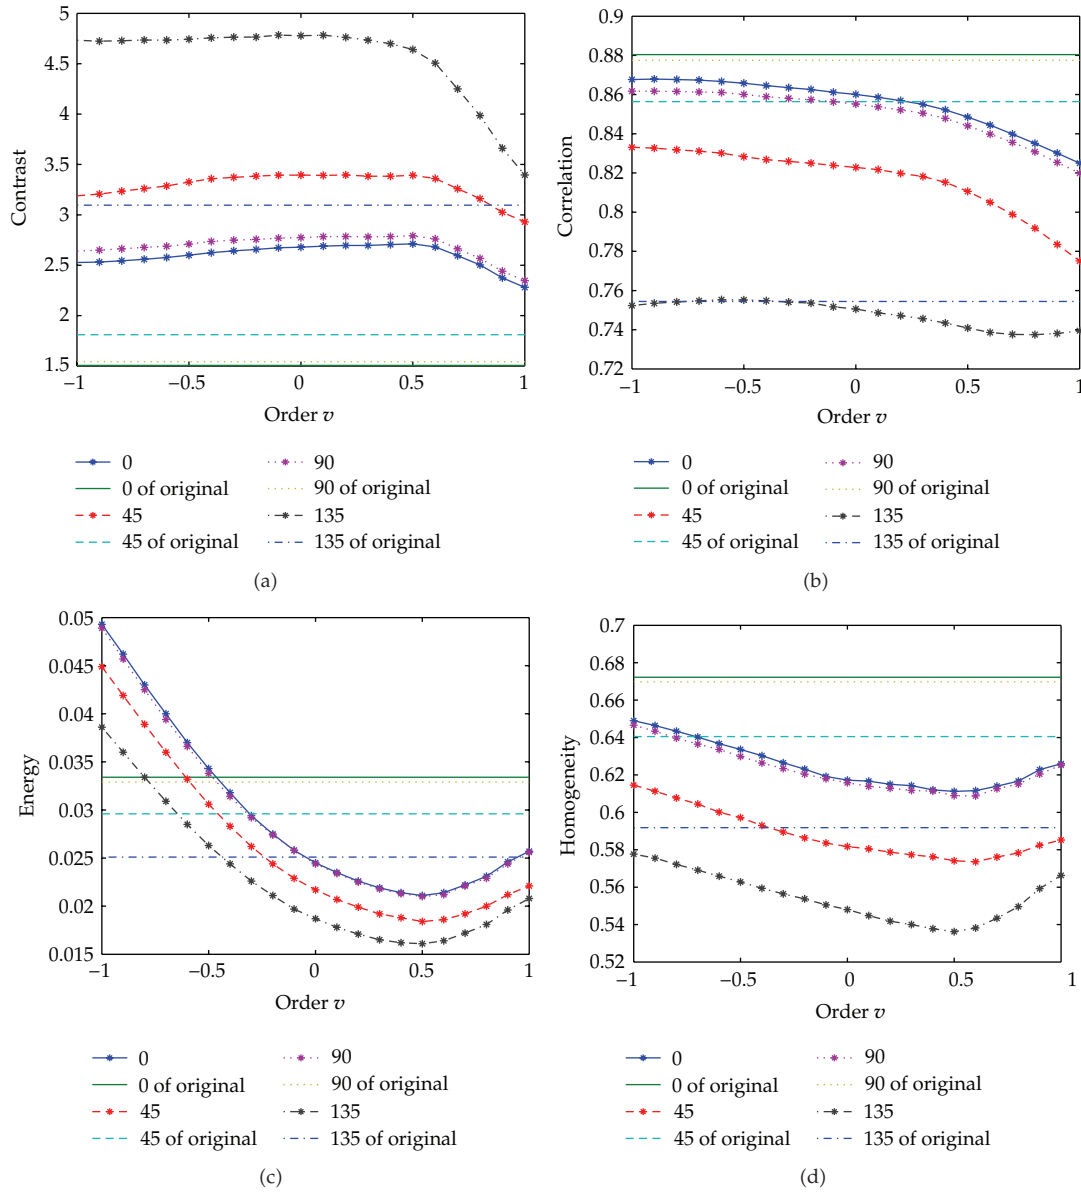 5
4.5
4
3.5
3
2.5
2
1.5
−1
−0.5
0
0.5
1
Contrast
Order v
0
0 of original
45
45 of original
90
90 of original
135
135 of original
(a)
0.9
0.88
0.86
0.84
0.82
0.8
0.78
0.76
0.74
0.72
−1
−0.5
0
0.5
1
Correlation
Order v
0
0 of original
45
45 of original
90
90 of original
135
135 of original
(b)
0.05
0.045
0.04
0.035
0.03
0.025
0.02
0.015
−1
−0.5
0
0.5
1
Energy
Order v
0
0 of original
45
45 of original
90
90 of original
135
135 of original
(c)
0.7
0.68
0.66
0.64
0.62
0.6
0.58
0.56
0.54
0.52
−1
−0.5
0
0.5
1
Homogeneity
Order v
0
0 of original
45
45 of original
90
90 of original
135
135 of original
(d)